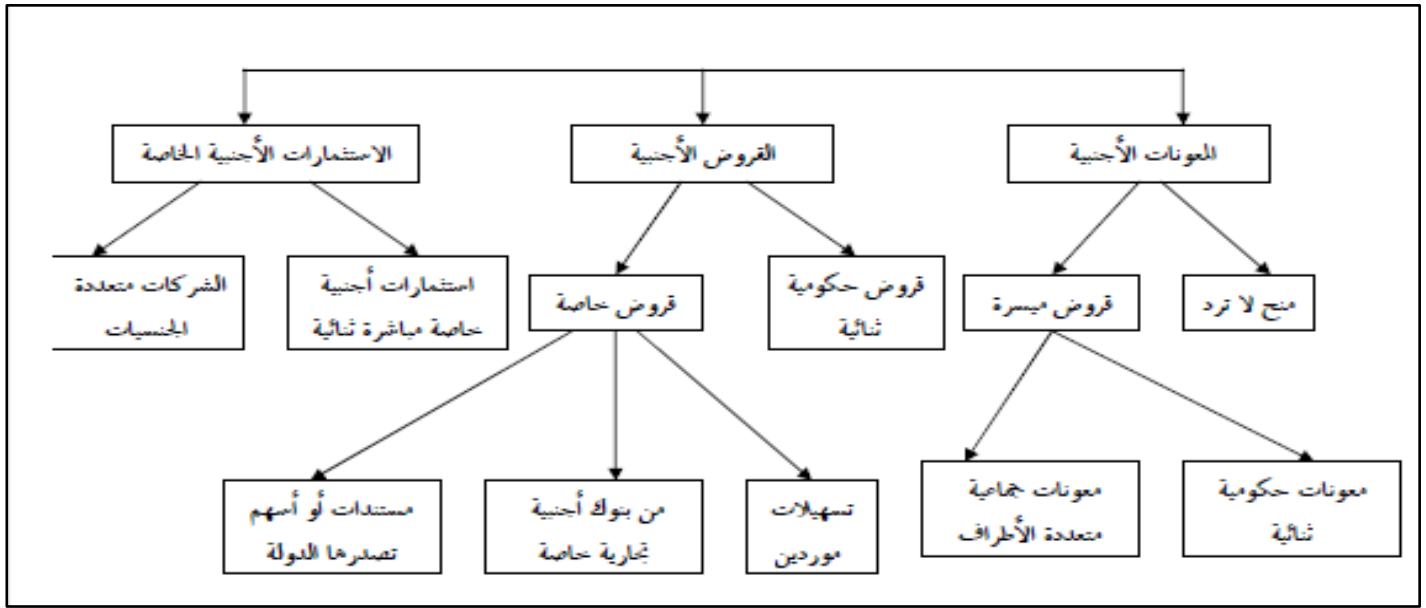 المعونات الأجنبية
القروض الأجنبية
الاستثمارات الأجنبية الخاصة
منح لا ترد
قروض ميسرة
قروض حكومية
ثنائية
قروض خاصة
استثمارات أجنبية
خاصة مباشرة ثنائية
الشركات متعددة
الجنسيات
معونات حكومية
ثنائية
معونات جماعية
متعددة الأطراف
تسهيلات
موردين
من بنوك أجنبية
تجارية خاصة
مستندات أو أسهم
تصدرها الدولة